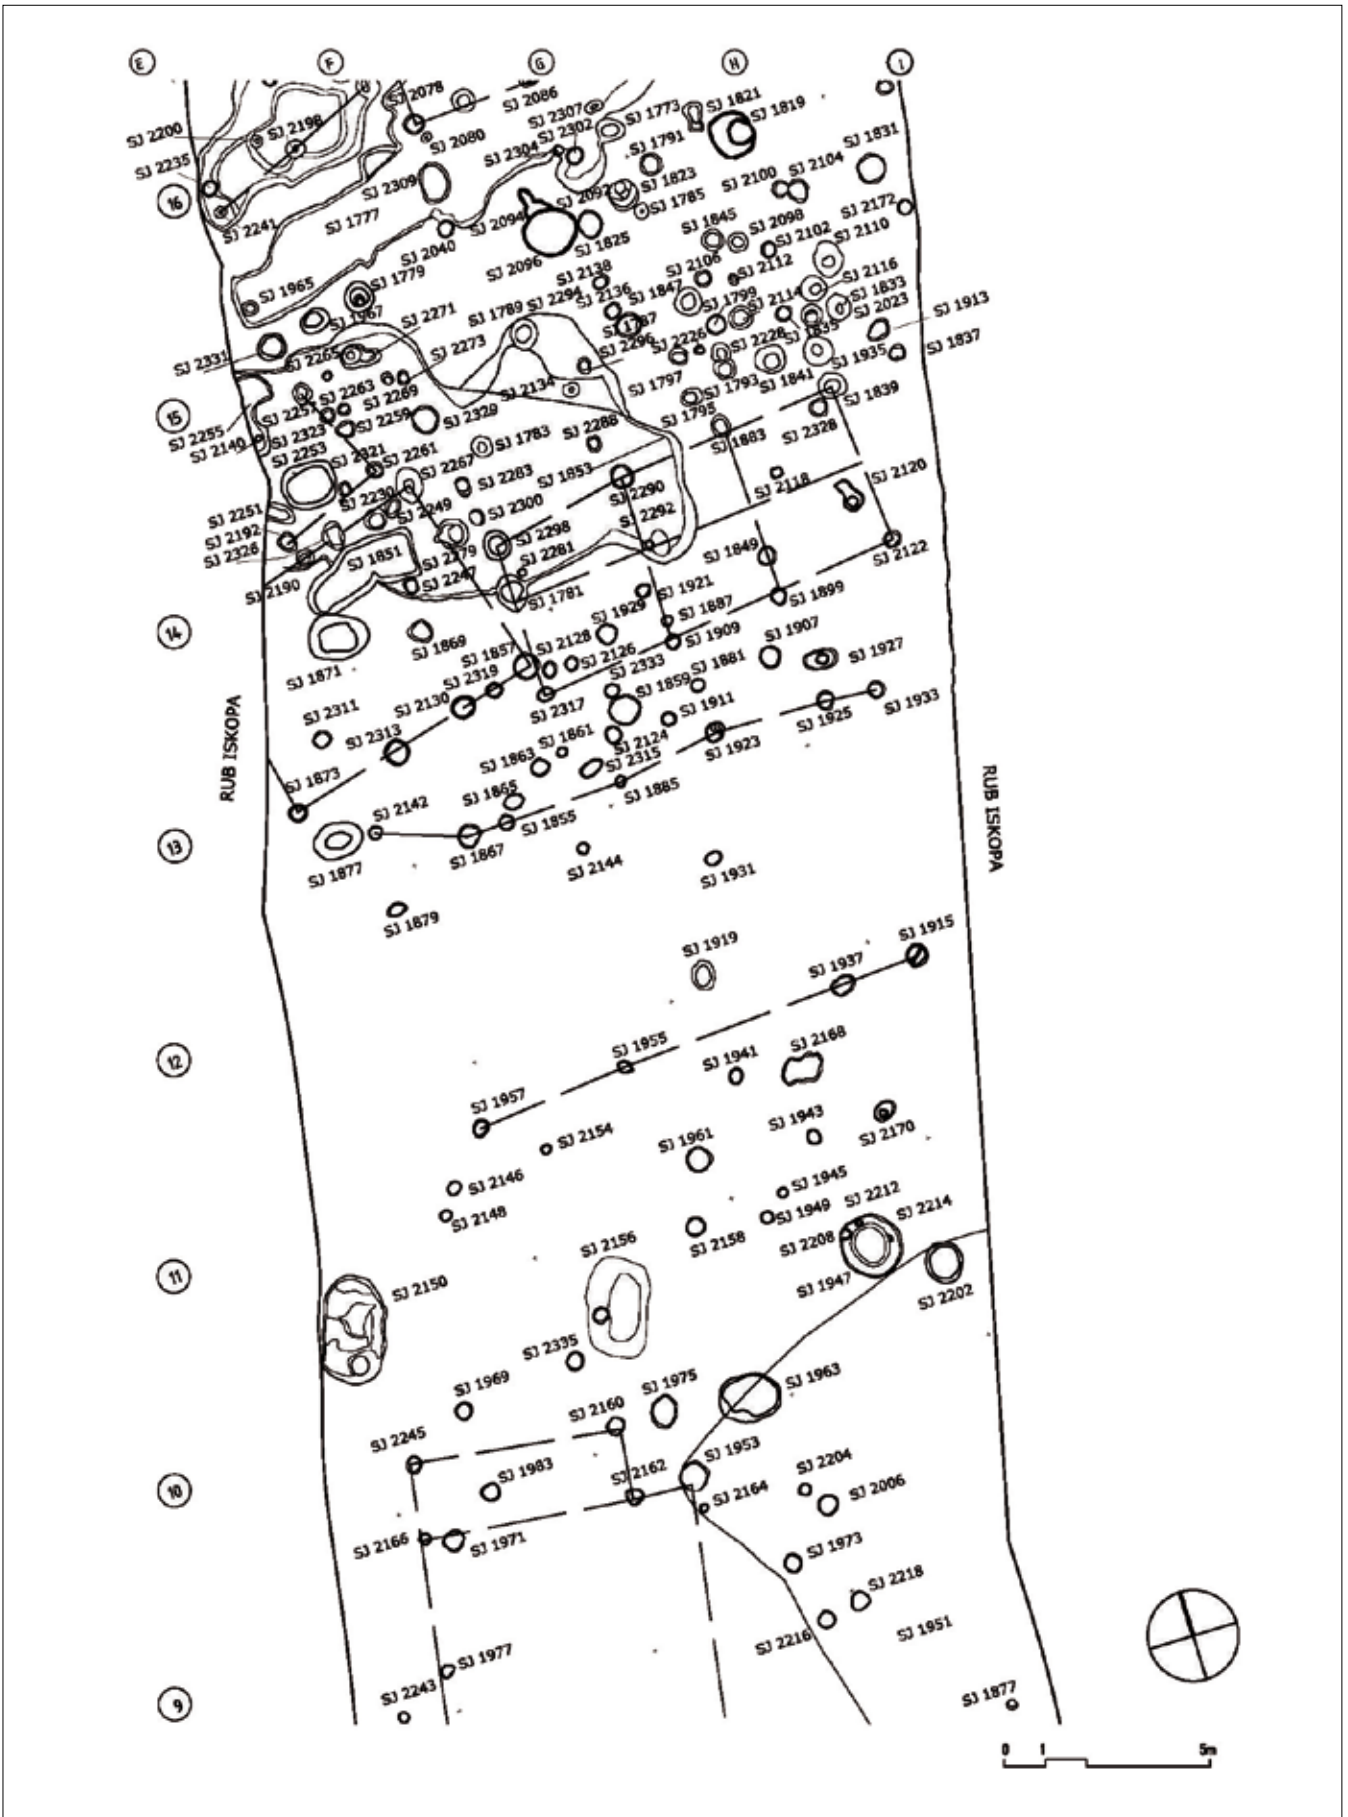 E F G H I
SJ 2078
SJ 2086
SJ 2307
SJ 1773
SJ 1821
SJ 1819
SJ 2200
SJ 2198
SJ 2080
SJ 2302
SJ 2304
SJ 1791
SJ 1831
SJ 2235
SJ 2309
SJ 2092
SJ 1823
SJ 2100
SJ 2104
16
SJ 1785
SJ 2241
SJ 1777
SJ 2094
SJ 1825
SJ 1845
SJ 2098
SJ 2172
SJ 2040
SJ 2102
SJ 2110
SJ 2096
SJ 2138
SJ 2106
SJ 2112
SJ 1965
SJ 1779
SJ 2136
SJ 1847
SJ 2116
SJ 1967
SJ 2271
SJ 1789
SJ 2294
SJ 1799
SJ 2114
SJ 1833
SJ 2023
SJ 1913
SJ 1787
SJ 1835
SJ 2331
SJ 2265
SJ 2273
SJ 2296
SJ 2226
SJ 2228
SJ 1935
SJ 1837
SJ 2263
SJ 2269
SJ 2134
SJ 1797
SJ 1793
SJ 1841
SJ 1839
15
SJ 2257
SJ 2259
SJ 2329
SJ 1795
SJ 2328
SJ 2255
SJ 2140
SJ 2323
SJ 2253
SJ 2321
SJ 2261
SJ 1783
SJ 2288
SJ 1883
SJ 2267
SJ 2283
SJ 1853
SJ 2290
SJ 2118
SJ 2120
SJ 2230
SJ 2249
SJ 2300
SJ 2251
SJ 2192
SJ 2326
SJ 2298
SJ 2292
SJ 1851
SJ 2279
SJ 2281
SJ 1849
SJ 2122
SJ 2190
SJ 2247
SJ 1781
SJ 1921
SJ 1899
14
SJ 1929
SJ 1887
SJ 1869
SJ 1857
SJ 2128
SJ 1909
SJ 1907
SJ 1871
SJ 2319
SJ 2126
SJ 2333
SJ 1881
SJ 1927
SJ 2130
SJ 1859
SJ 2311
SJ 2313
SJ 2317
SJ 1911
SJ 1925
SJ 1933
RUB ISKOPA
SJ 1861
SJ 2124
SJ 1923
SJ 1873
SJ 1863
SJ 2315
RUB ISKOPA
SJ 1865
SJ 1885
SJ 2142
SJ 1855
13
SJ 1877
SJ 1867
SJ 2144
SJ 1931
SJ 1879
SJ 1919
SJ 1915
SJ 1937
12
SJ 1955
SJ 1941
SJ 2168
SJ 1957
SJ 2154
SJ 1961
SJ 1943
SJ 2170
SJ 2146
SJ 1945
SJ 2148
SJ 2158
SJ 1949
SJ 2212
SJ 2214
SJ 2156
SJ 2208
11
SJ 2150
SJ 1947
SJ 2202
SJ 2335
SJ 1969
SJ 1975
SJ 1963
SJ 2160
SJ 2245
SJ 1953
10
SJ 1983
SJ 2162
SJ 2164
SJ 2204
SJ 2006
SJ 2166
SJ 1971
SJ 1973
SJ 2218
SJ 2216
SJ 1951
SJ 1977
9
SJ 2243
SJ 1877
0 1 5m